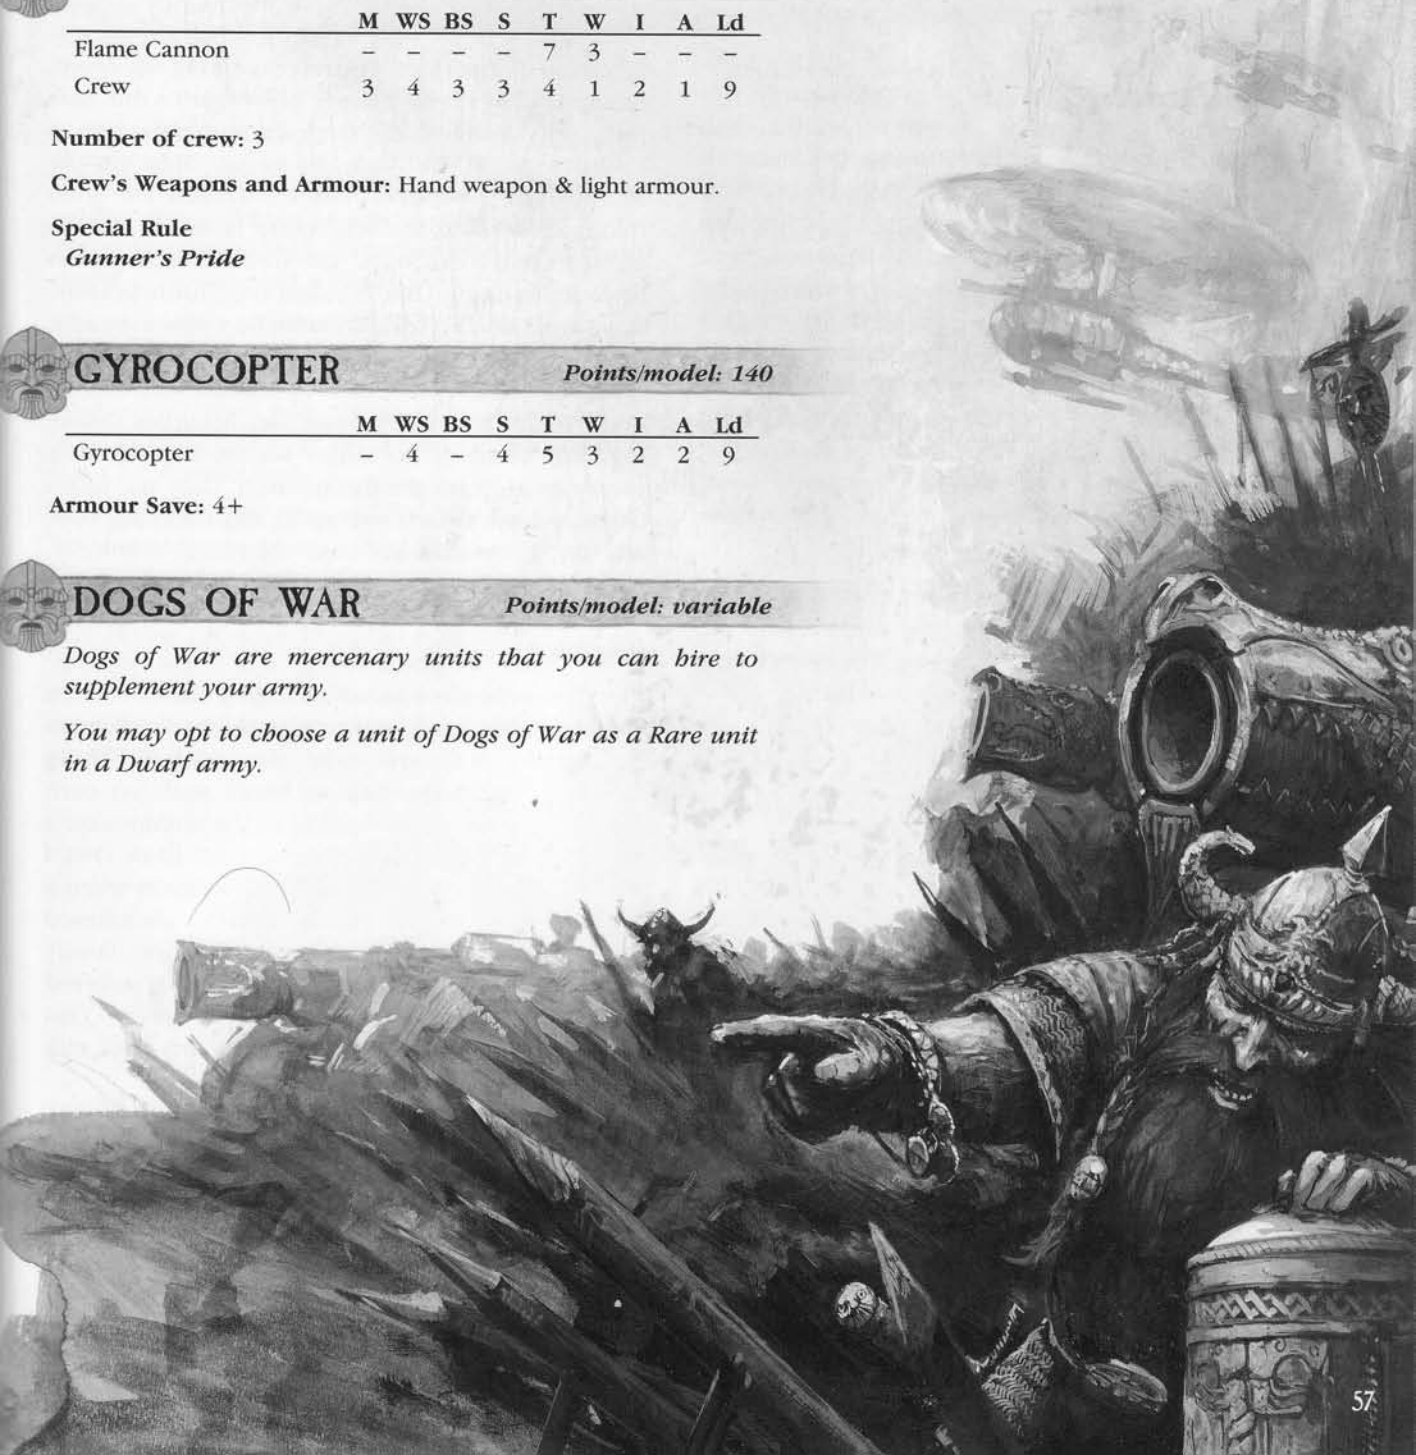 M WS BS S T W I A Ld
Flame Cannon – – – – 7 3 – – –
Crew 3 4 3 3 4 1 2 1 9
Number of crew: 3
Crew's Weapons and Armour: Hand weapon & light armour.
Special Rule
Gunner's Pride
GYROCOPTER Points/model: 140
M WS BS S T W I A Ld
Gyrocopter – 4 – 4 5 3 2 2 9
Armour Save: 4+
DOGS OF WAR Points/model: variable
Dogs of War are mercenary units that you can hire to
supplement your army.
You may opt to choose a unit of Dogs of War as a Rare unit
in a Dwarf army.
57